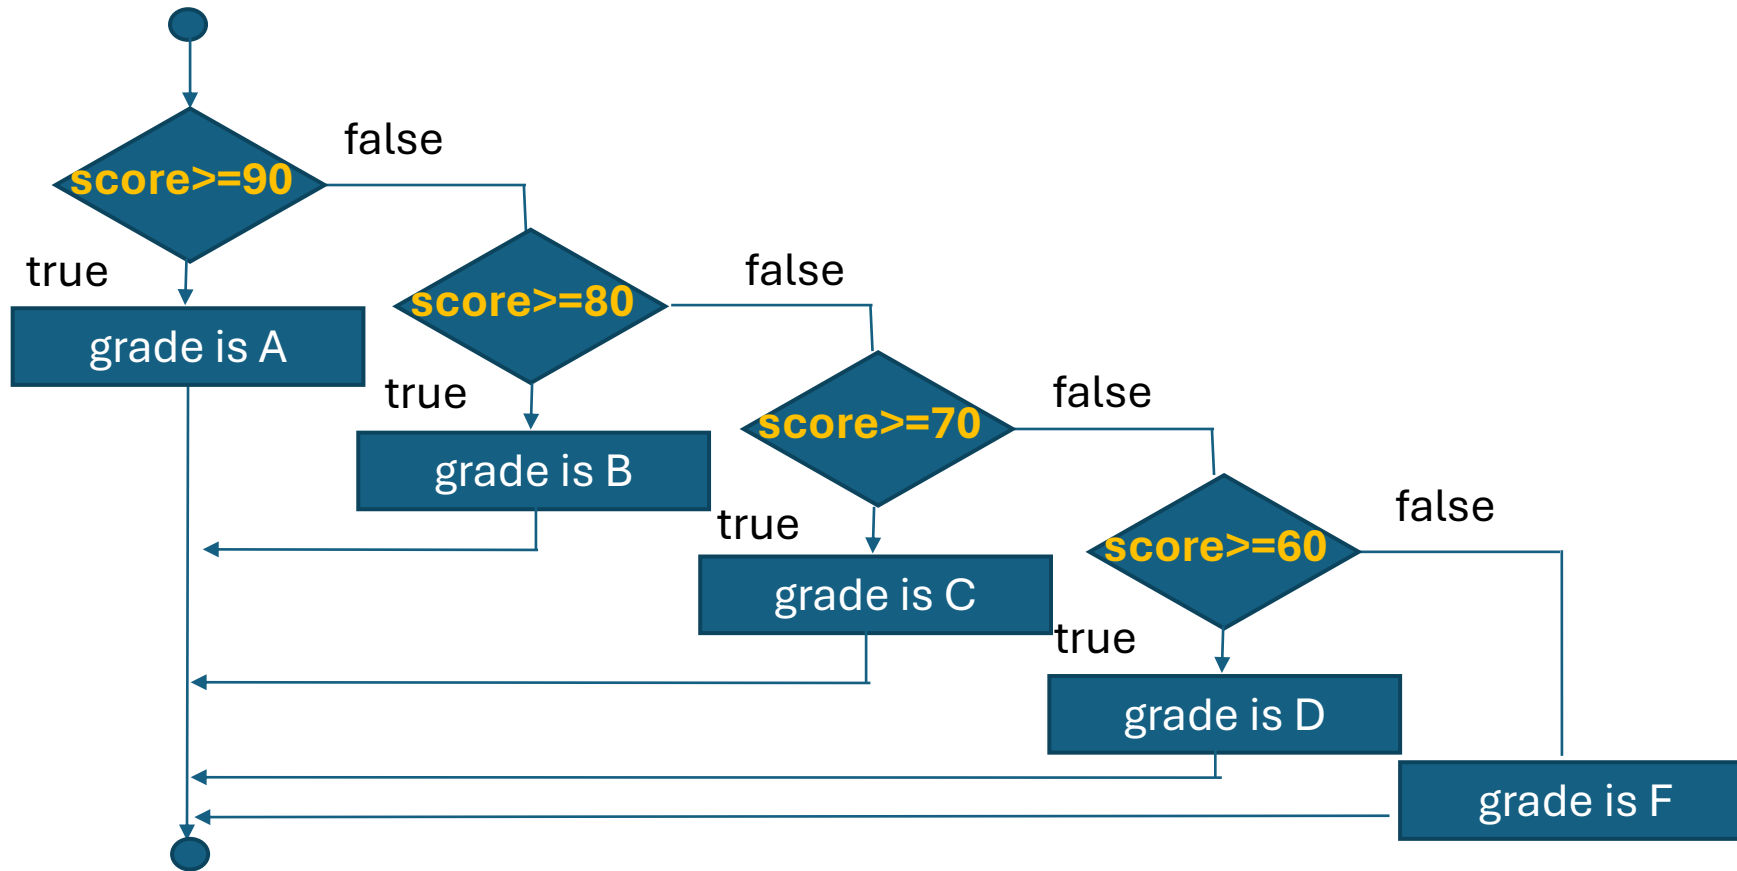 false
score>=90
true
false
grade is A
score>=80
true
false
score>=70
grade is B
true
false
score>=60
grade is C
true
grade is D
grade is F